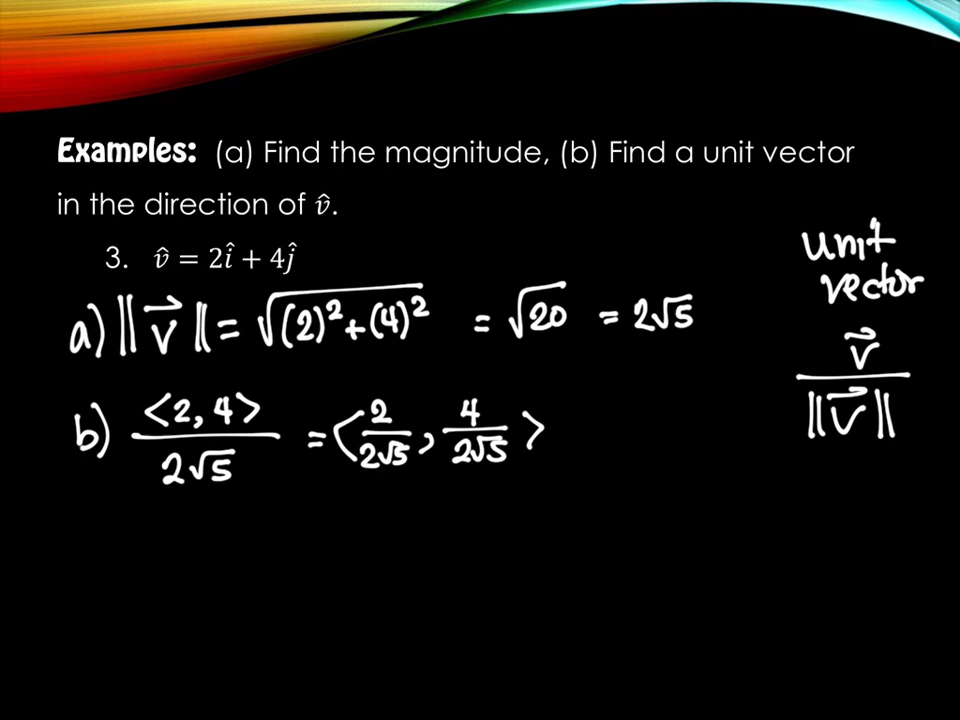 Examples: (a) Find the magnitude, (b) Find a unit vector
in the direction of v̂.
3. v̂ = 2î + 4ĵ
unit
vector
v⃗ / ‖v⃗‖
a) ‖v⃗‖ = √((2)² + (4)²) = √20 = 2√5
b) <2, 4> / 2√5 = <2/2√5, 4/2√5>